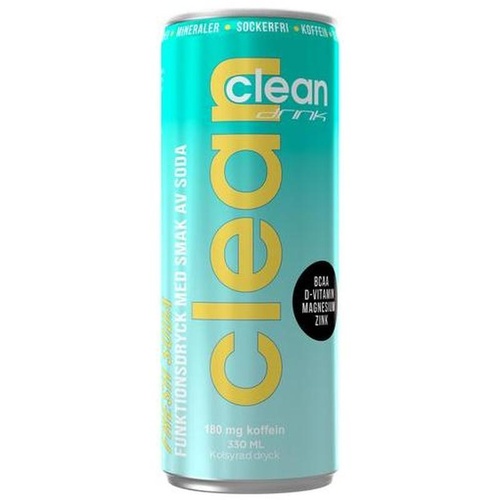 MINERALER • SØCKERFRI • KOFFEIN •
clean
drink
clean
FUNKTIONSDRYCK MED SMAK AV SODA
BCAA
D-VITAMIN
MAGNESIUM
ZINK
180 mg koffein
330 ML
Kolsyrad dryck